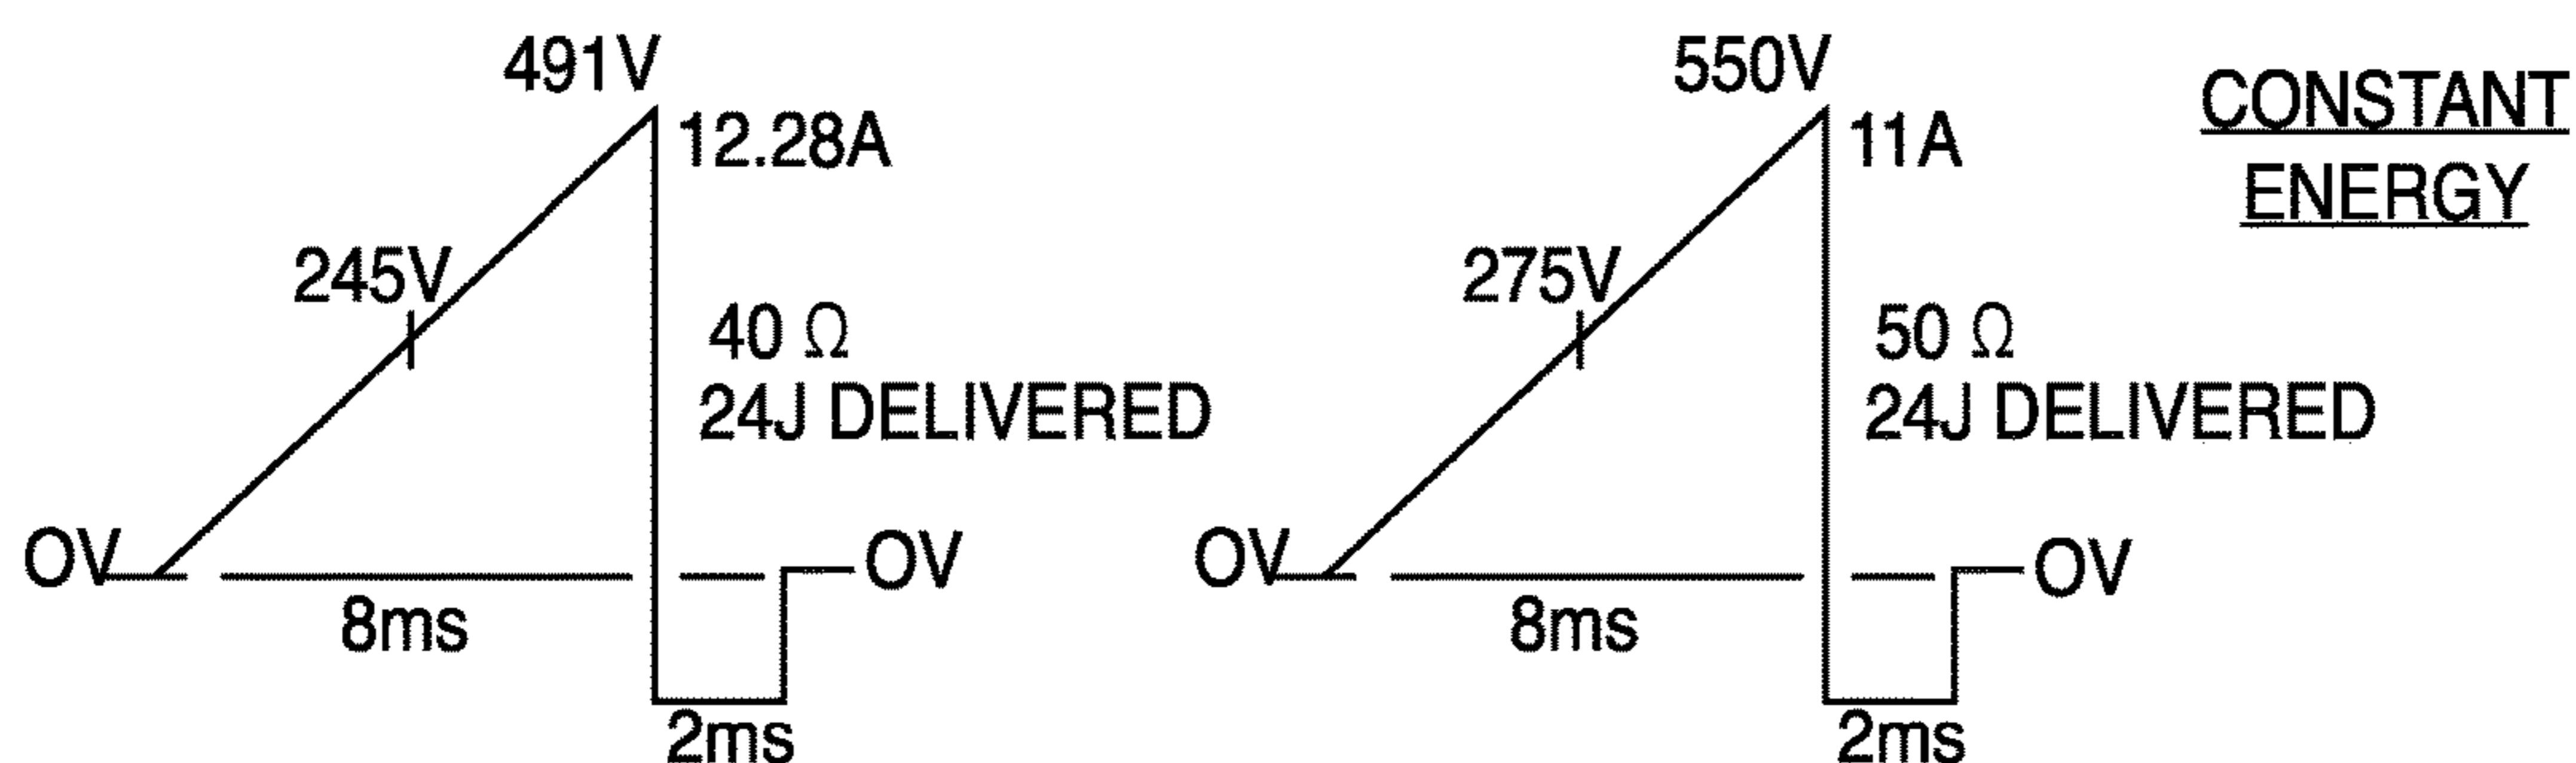 491V
12.28A
245V
40 Ω
24J DELIVERED
OV
8ms
OV
2ms
550V
11A
275V
50 Ω
24J DELIVERED
OV
8ms
OV
2ms
CONSTANT
ENERGY